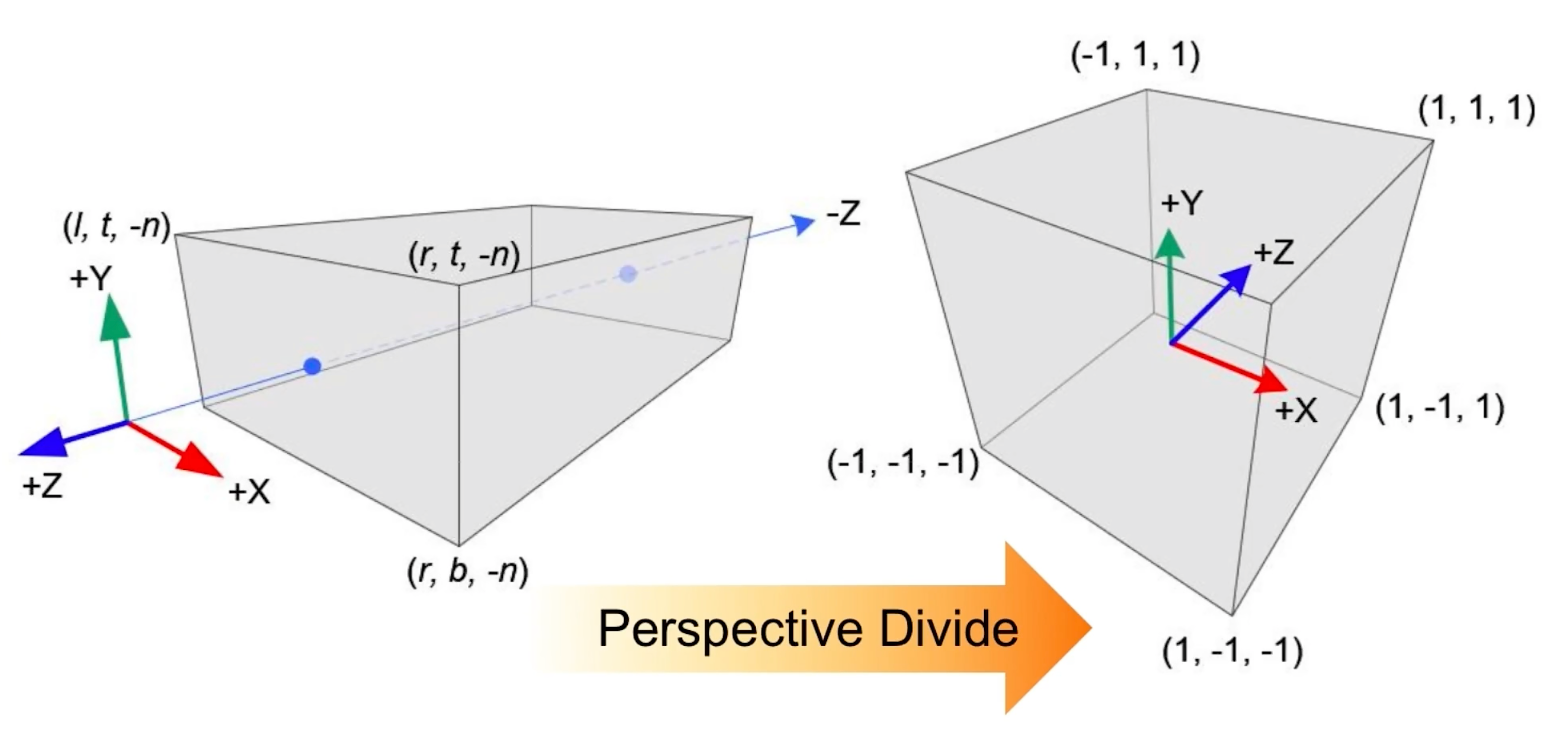 (l, t, -n)
(r, t, -n)
+Y
-Z
+Z
+X
(r, b, -n)
Perspective Divide
(-1, 1, 1)
(1, 1, 1)
+Y
+Z
+X
(1, -1, 1)
(-1, -1, -1)
(1, -1, -1)